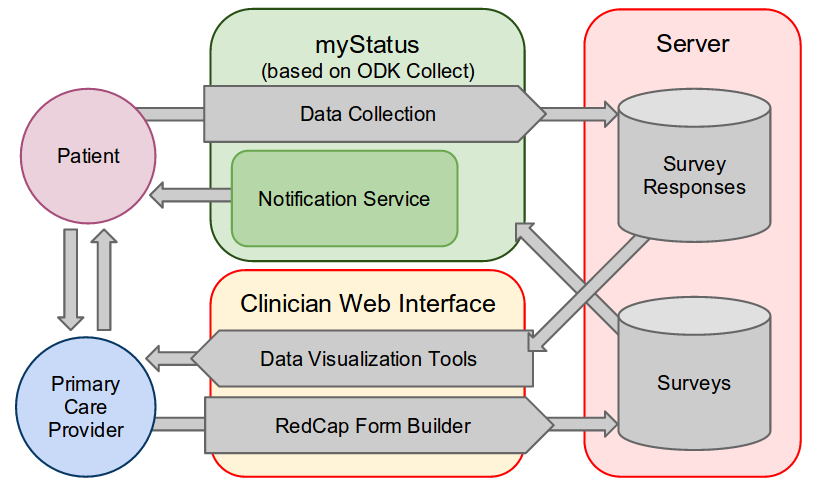 myStatus
(based on ODK Collect)
Server
Data Collection
Patient
Survey
Responses
Notification Service
Clinician Web Interface
Data Visualization Tools
Primary
Care
Provider
Surveys
RedCap Form Builder